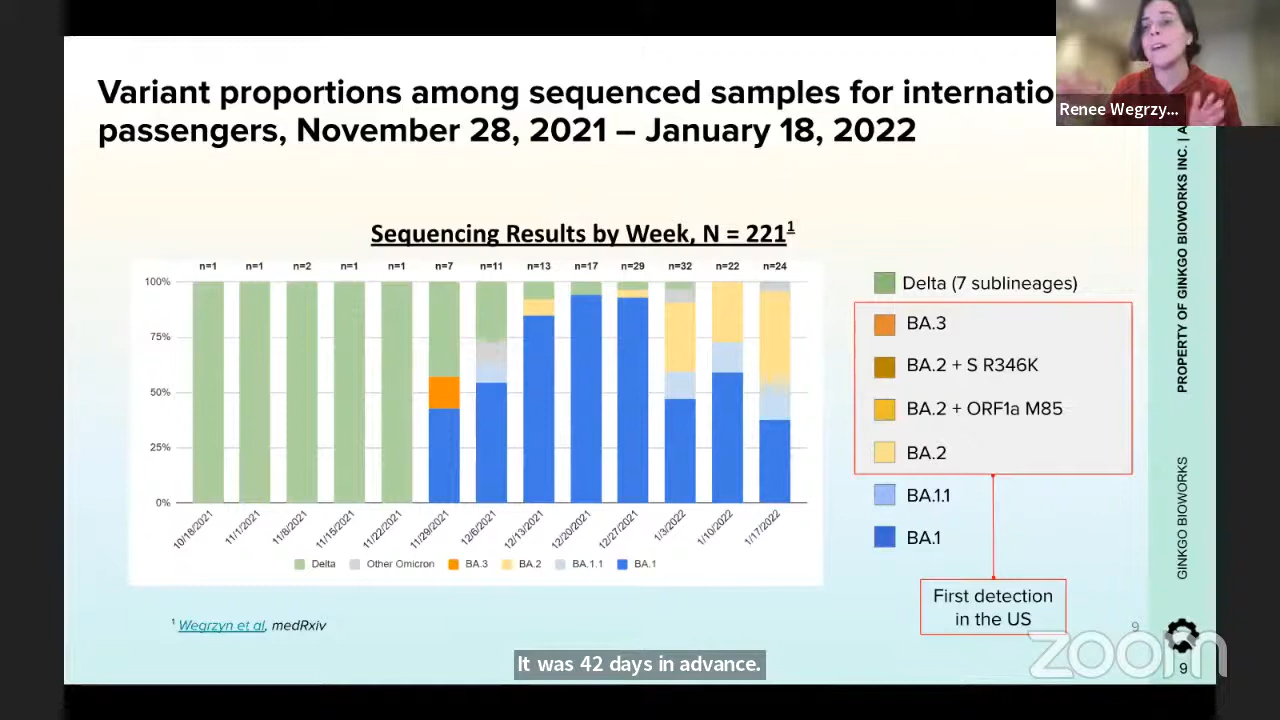 Variant proportions among sequenced samples for internatio
passengers, November 28, 2021 – January 18, 2022
Renee Wegrzy...
Sequencing Results by Week, N = 221¹
n=1 n=1 n=2 n=1 n=1 n=7 n=11 n=13 n=17 n=29 n=32 n=22 n=24
100%
75%
50%
25%
0%
10/18/2021 11/1/2021 11/8/2021 11/15/2021 11/22/2021 11/29/2021 12/6/2021 12/13/2021 12/20/2021 12/27/2021 1/3/2022 1/10/2022 1/17/2022
Delta Other Omicron BA.3 BA.2 BA.1.1 BA.1
Delta (7 sublineages)
BA.3
BA.2 + S R346K
BA.2 + ORF1a M85
BA.2
BA.1.1
BA.1
First detection
in the US
¹ Wegrzyn et al, medRxiv
PROPERTY OF GINKGO BIOWORKS INC. |
GINKGO BIOWORKS
9
zoom
9
It was 42 days in advance.